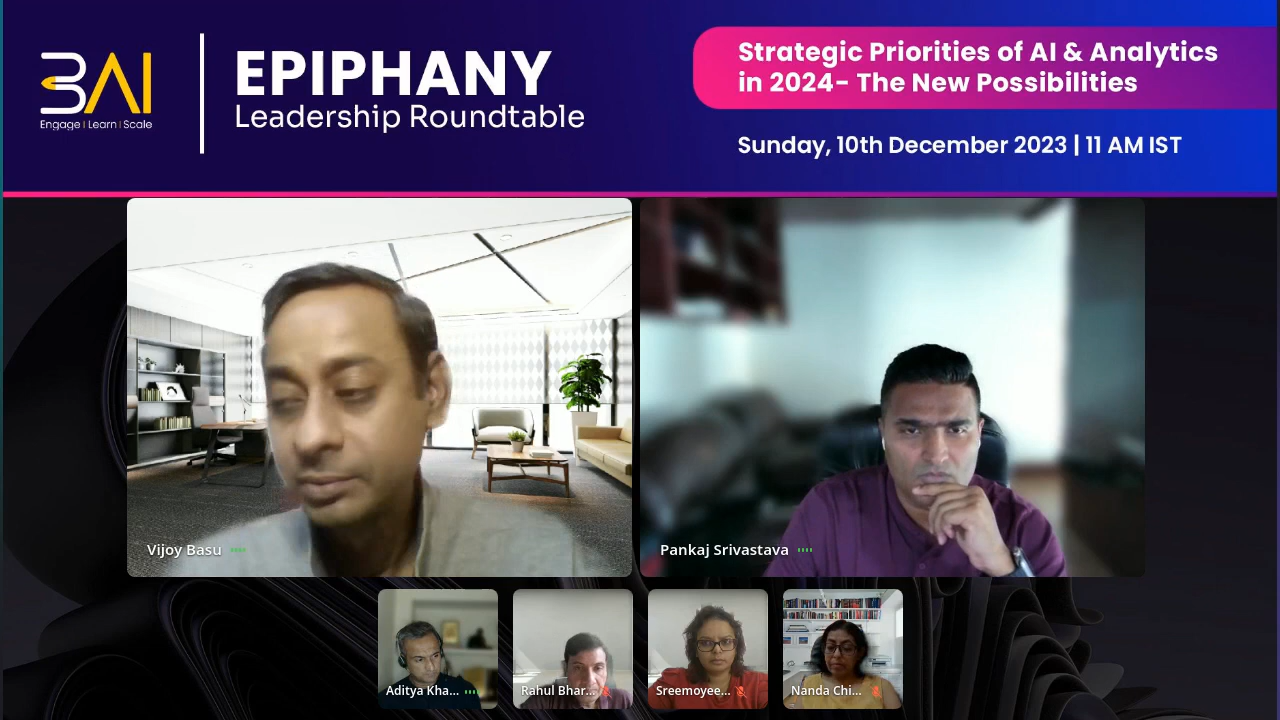 3AI
Engage | Learn | Scale
EPIPHANY
Leadership Roundtable
Strategic Priorities of AI & Analytics
in 2024- The New Possibilities
Sunday, 10th December 2023 | 11 AM IST
Vijoy Basu
Pankaj Srivastava
Aditya Kha...
Rahul Bhar...
Sreemoyee...
Nanda Chi...